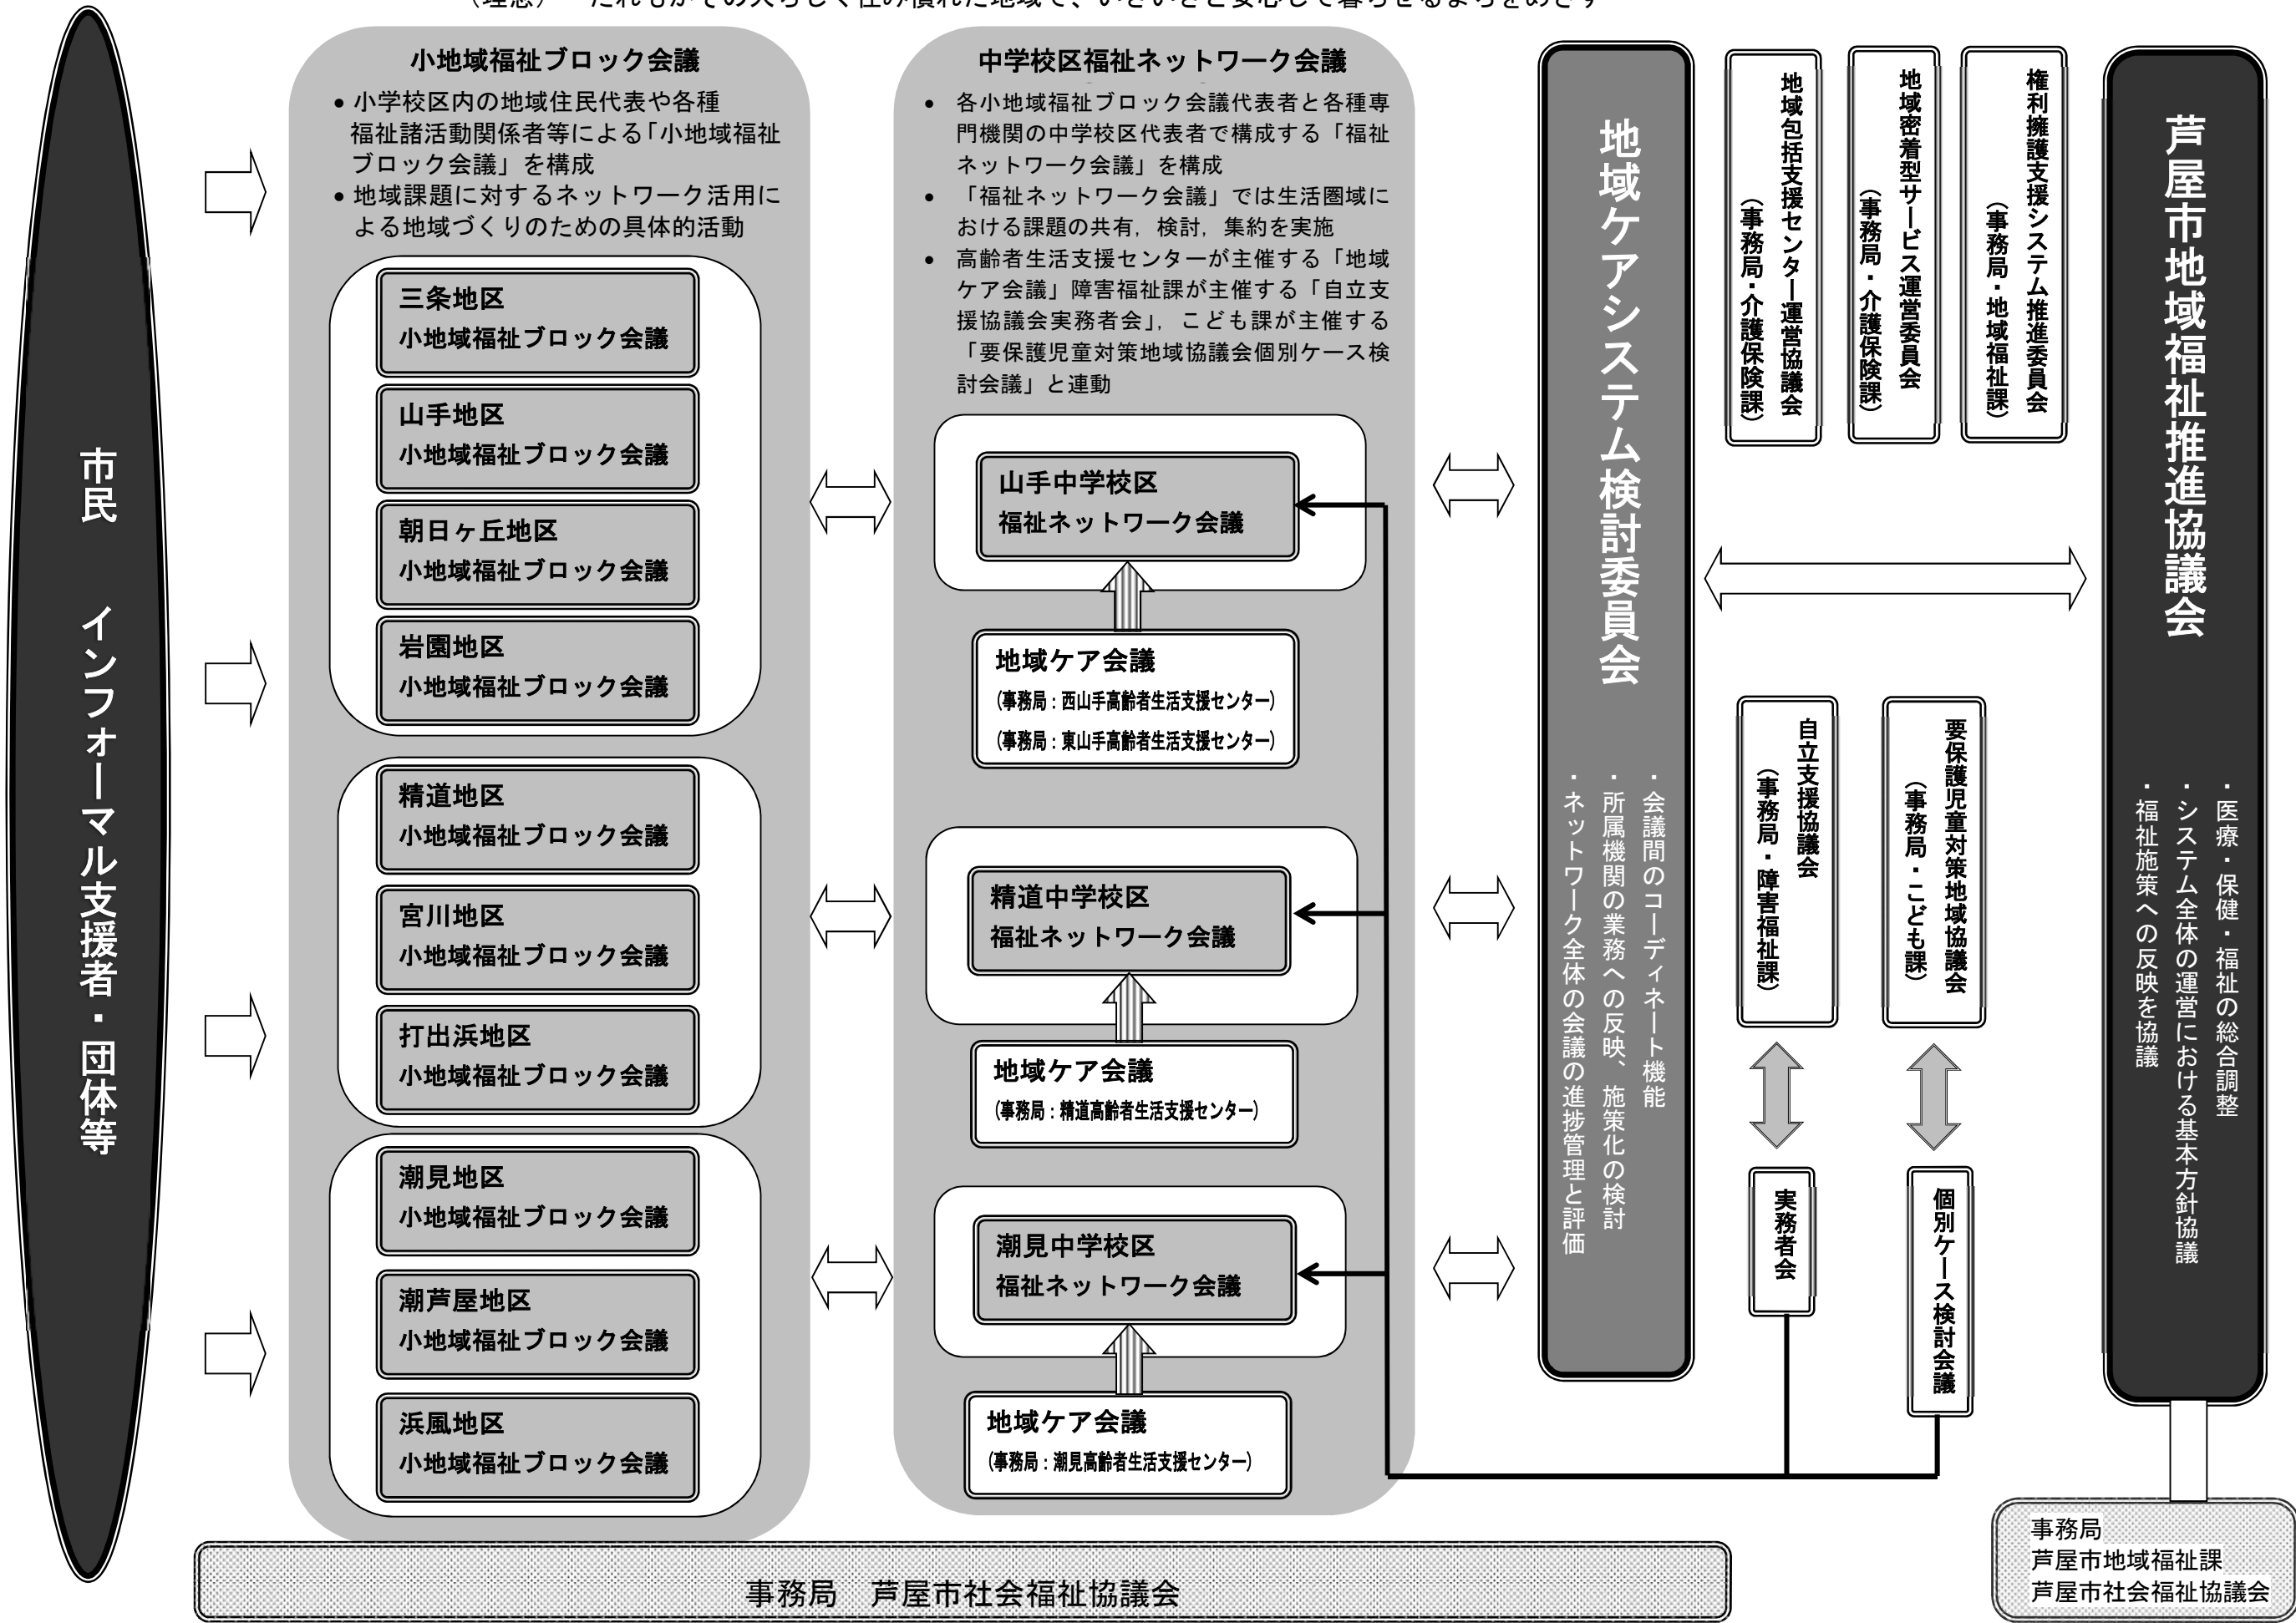 (理念) だれもがその人らしく住み慣れた地域で、いきいきと安心して暮らせるまちをめざす
市民　インフォーマル支援者・団体等
小地域福祉ブロック会議
• 小学校区内の地域住民代表や各種
福祉諸活動関係者等による「小地域福祉
ブロック会議」を構成
• 地域課題に対するネットワーク活用に
よる地域づくりのための具体的活動
三条地区
小地域福祉ブロック会議
山手地区
小地域福祉ブロック会議
朝日ヶ丘地区
小地域福祉ブロック会議
岩園地区
小地域福祉ブロック会議
精道地区
小地域福祉ブロック会議
宮川地区
小地域福祉ブロック会議
打出浜地区
小地域福祉ブロック会議
潮見地区
小地域福祉ブロック会議
潮芦屋地区
小地域福祉ブロック会議
浜風地区
小地域福祉ブロック会議
中学校区福祉ネットワーク会議
• 各小地域福祉ブロック会議代表者と各種専
門機関の中学校区代表者で構成する「福祉
ネットワーク会議」を構成
• 「福祉ネットワーク会議」では生活圏域に
おける課題の共有，検討，集約を実施
• 高齢者生活支援センターが主催する「地域
ケア会議」障害福祉課が主催する「自立支
援協議会実務者会」，こども課が主催する
「要保護児童対策地域協議会個別ケース検
討会議」と連動
山手中学校区
福祉ネットワーク会議
地域ケア会議
(事務局：西山手高齢者生活支援センター)
(事務局：東山手高齢者生活支援センター)
精道中学校区
福祉ネットワーク会議
地域ケア会議
(事務局：精道高齢者生活支援センター)
潮見中学校区
福祉ネットワーク会議
地域ケア会議
(事務局：潮見高齢者生活支援センター)
地域ケアシステム検討委員会
・会議間のコーディネート機能
・所属機関の業務への反映、施策化の検討
・ネットワーク全体の会議の進捗管理と評価
地域包括支援センター運営協議会
（事務局・介護保険課）
地域密着型サービス運営委員会
（事務局・介護保険課）
権利擁護支援システム推進委員会
（事務局・地域福祉課）
自立支援協議会
（事務局・障害福祉課）
要保護児童対策地域協議会
（事務局・こども課）
実務者会
個別ケース検討会議
芦屋市地域福祉推進協議会
・医療・保健・福祉の総合調整
・システム全体の運営における基本方針協議
・福祉施策への反映を協議
事務局　芦屋市社会福祉協議会
事務局
芦屋市地域福祉課
芦屋市社会福祉協議会